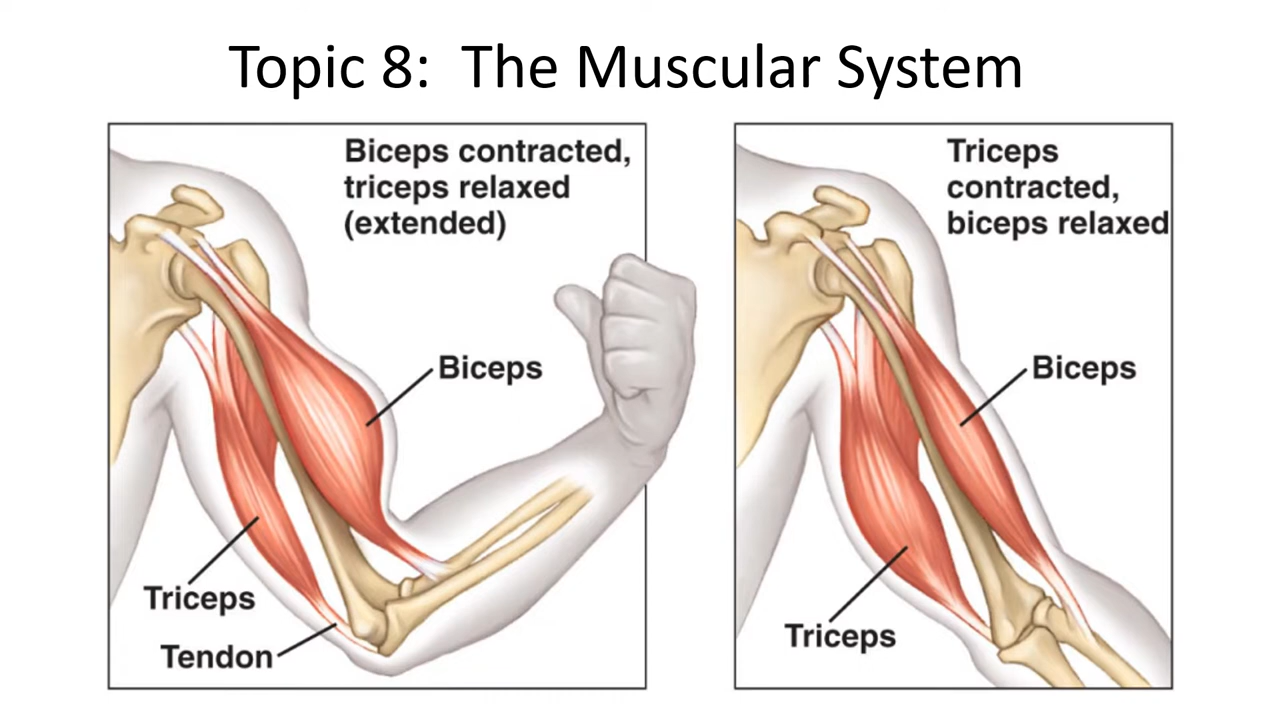 Topic 8:  The Muscular System
Biceps contracted,
triceps relaxed
(extended)
Biceps
Triceps
Tendon
Triceps
contracted,
biceps relaxed
Biceps
Triceps